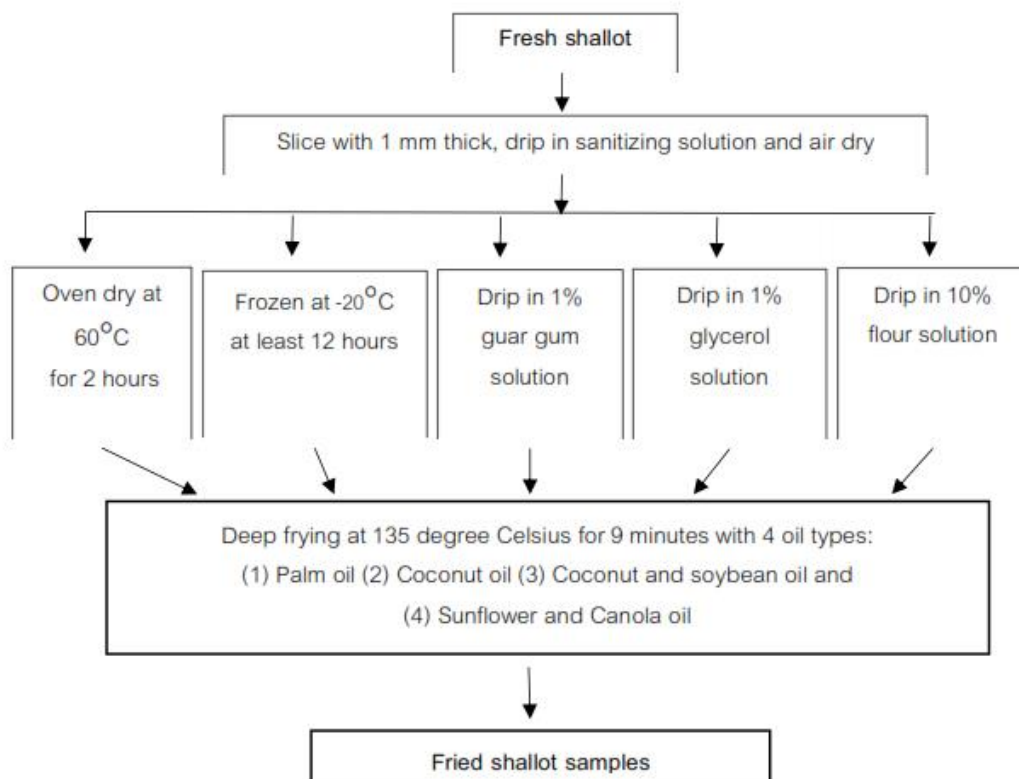 Fresh shallot
Slice with 1 mm thick, drip in sanitizing solution and air dry
Oven dry at
60°C
for 2 hours
Frozen at -20°C
at least 12 hours
Drip in 1%
guar gum
solution
Drip in 1%
glycerol
solution
Drip in 10%
flour solution
Deep frying at 135 degree Celsius for 9 minutes with 4 oil types:
(1) Palm oil (2) Coconut oil (3) Coconut and soybean oil and
(4) Sunflower and Canola oil
Fried shallot samples